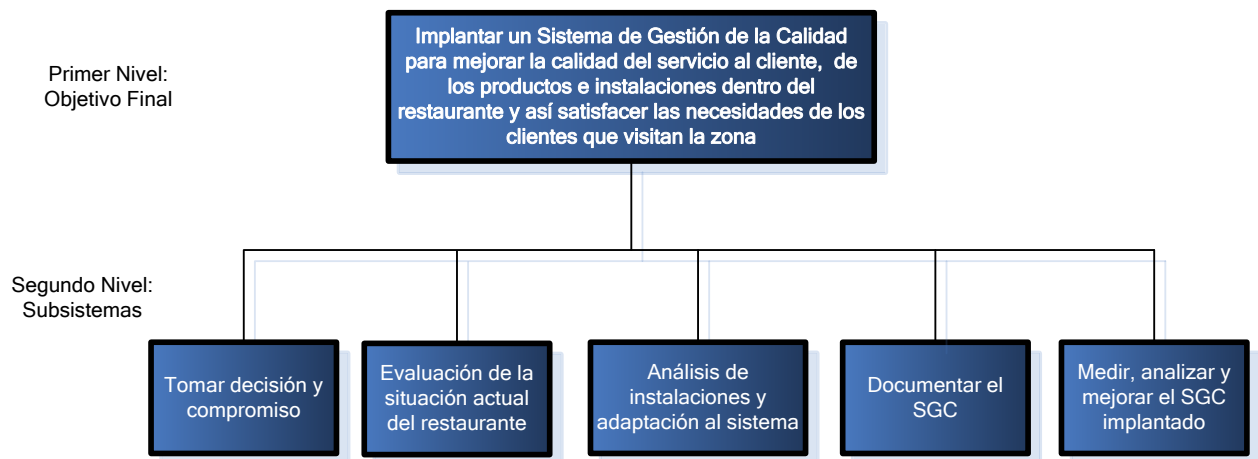 Primer Nivel:
Objetivo Final
Implantar un Sistema de Gestión de la Calidad
para mejorar la calidad del servicio al cliente, de
los productos e instalaciones dentro del
restaurante y así satisfacer las necesidades de los
clientes que visitan la zona
Segundo Nivel:
Subsistemas
Tomar decisión y
compromiso
Evaluación de la
situación actual
del restaurante
Análisis de
instalaciones y
adaptación al sistema
Documentar el
SGC
Medir, analizar y
mejorar el SGC
implantado